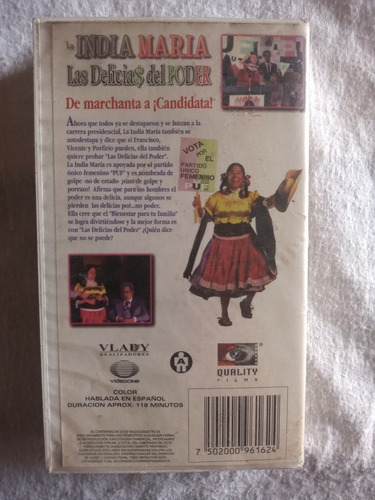 La INDIA MARIA
Las Delicia$ del PODER
De marchanta a ¡Candidata!
Ahora que todos ya se destaparon y se lanzan a la
carrera presidencial, La India María también se
autodestapa y dice que si Francisco,
Vicente y Porfirio pueden, ella también
quiere probar "Las Delicias del Poder".
La India María es apoyada por el partido
único femenino "PUF" y es nombrada de
golpe -no de estado- sino de golpe y
porrazo! Afirma que para los hombres el
poder es una delicia, aunque algunos se
pierden las delicias por...no poder.
Ella cree que el "Bienestar para tu familia"
se logra divirtiéndose y la mejor forma es
con "Las Delicias del Poder" ¿Quién dice
que no se puede?
VOTA
POR
EL
PARTIDO
UNICO
FEMENINO
PUF
VLADY
REALIZADORES
VIDEOCINE
A
QUALITY
FILMS
COLOR
HABLADA EN ESPAÑOL
DURACION APROX: 118 MINUTOS
7 502000 961624